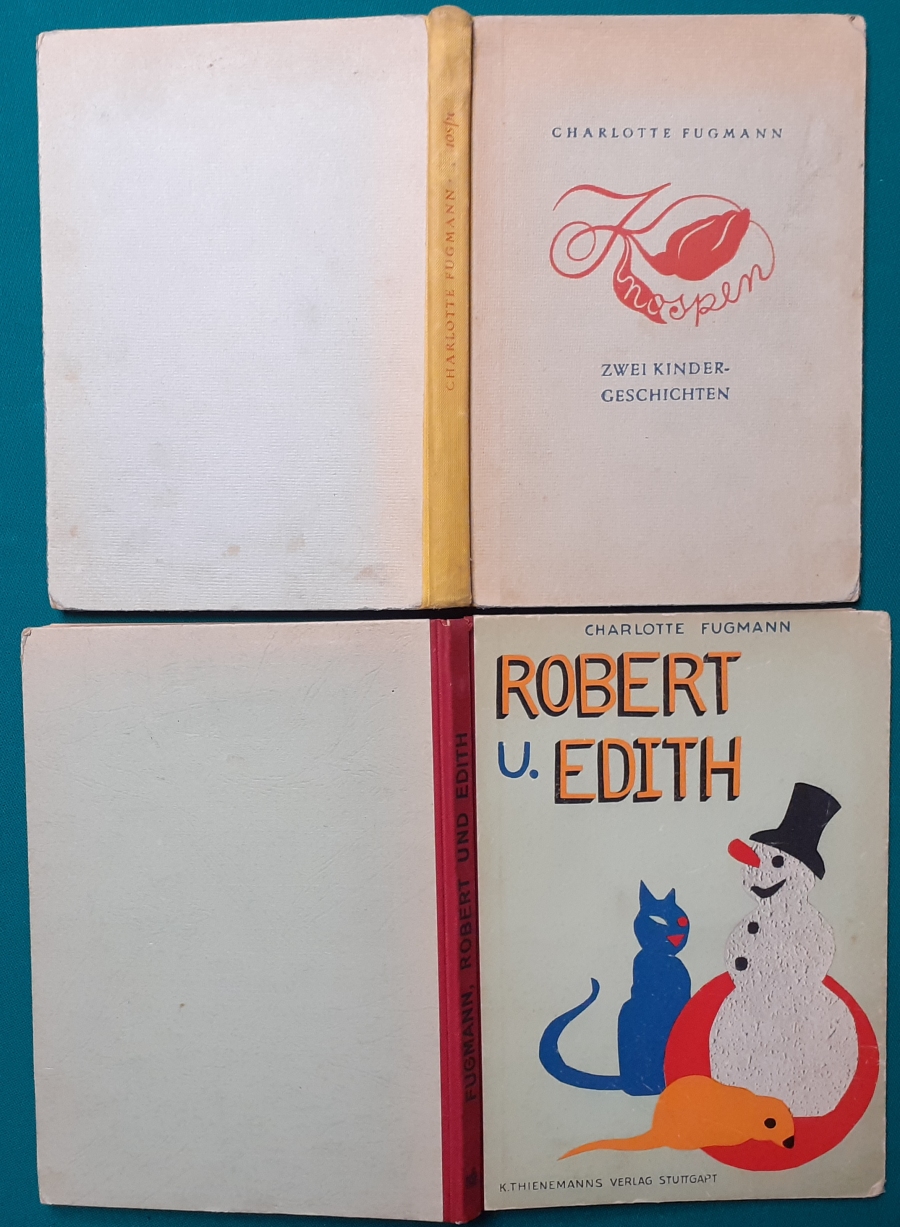 CHARLOTTE FUGMANN
CHARLOTTE FUGMANN
Knospen
ZWEI KINDER-
GESCHICHTEN
FUGMANN, ROBERT UND EDITH
CHARLOTTE FUGMANN
ROBERT
U. EDITH
K. THIENEMANNS VERLAG STUTTGART